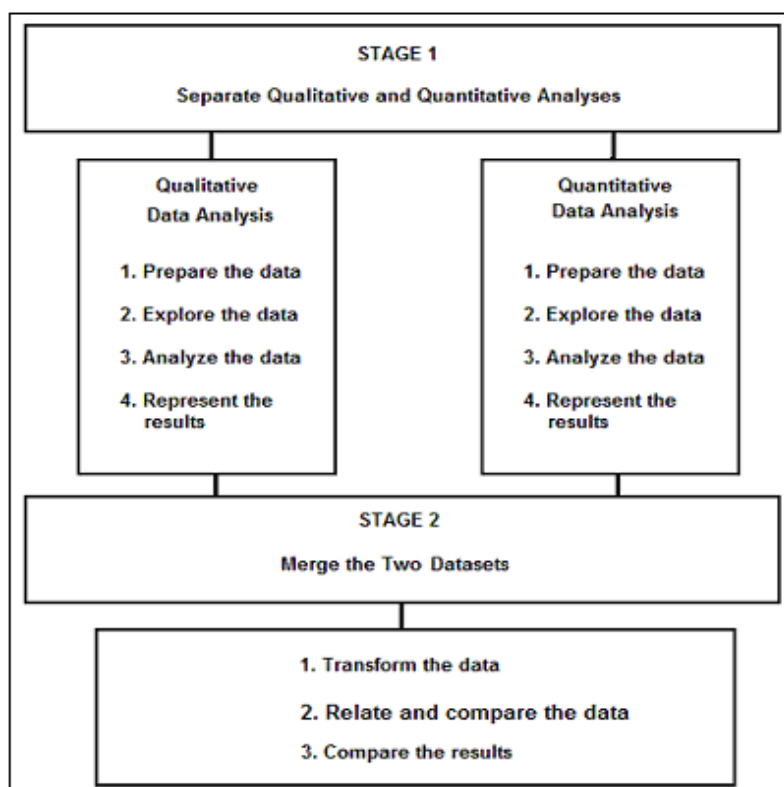 STAGE 1
Separate Qualitative and Quantitative Analyses
Qualitative
Data Analysis
1. Prepare the data
2. Explore the data
3. Analyze the data
4. Represent the
results
Quantitative
Data Analysis
1. Prepare the data
2. Explore the data
3. Analyze the data
4. Represent the
results
STAGE 2
Merge the Two Datasets
1. Transform the data
2. Relate and compare the data
3. Compare the results